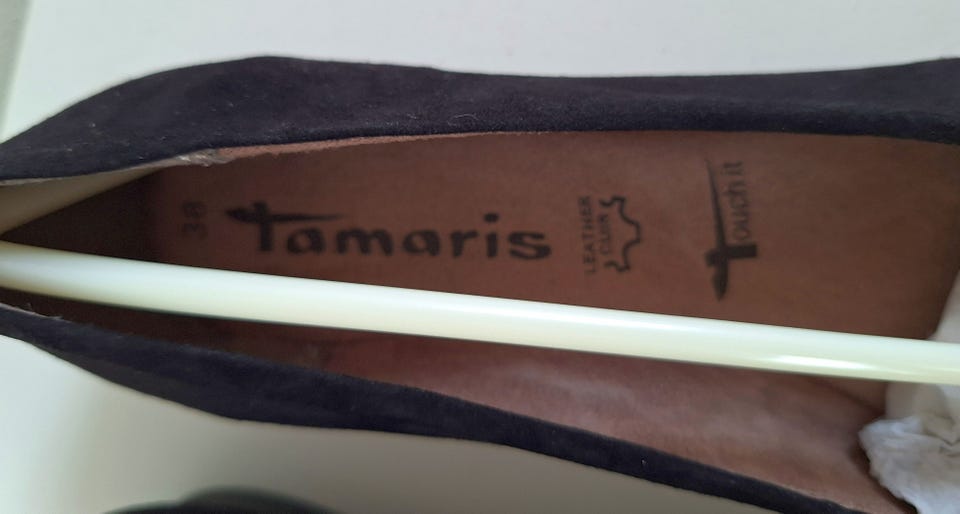 38
Tamaris
LEATHER
CUIR
Touch it